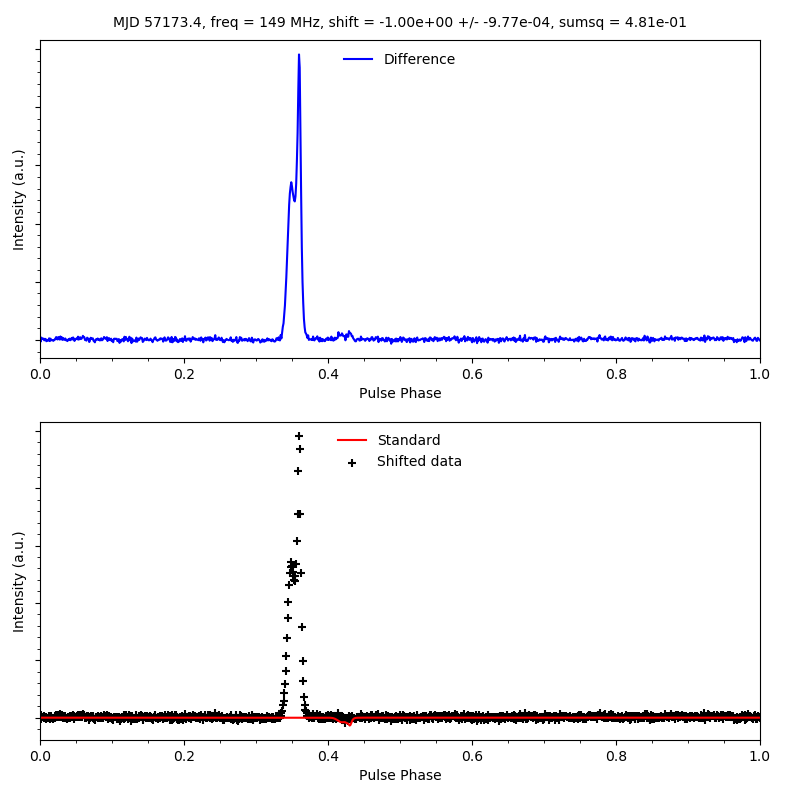 MJD 57173.4, freq = 149 MHz, shift = -1.00e+00 +/- -9.77e-04, sumsq = 4.81e-01
Difference
Intensity (a.u.)
0.0 0.2 0.4 0.6 0.8 1.0
Pulse Phase
Standard
Shifted data
Intensity (a.u.)
0.0 0.2 0.4 0.6 0.8 1.0
Pulse Phase